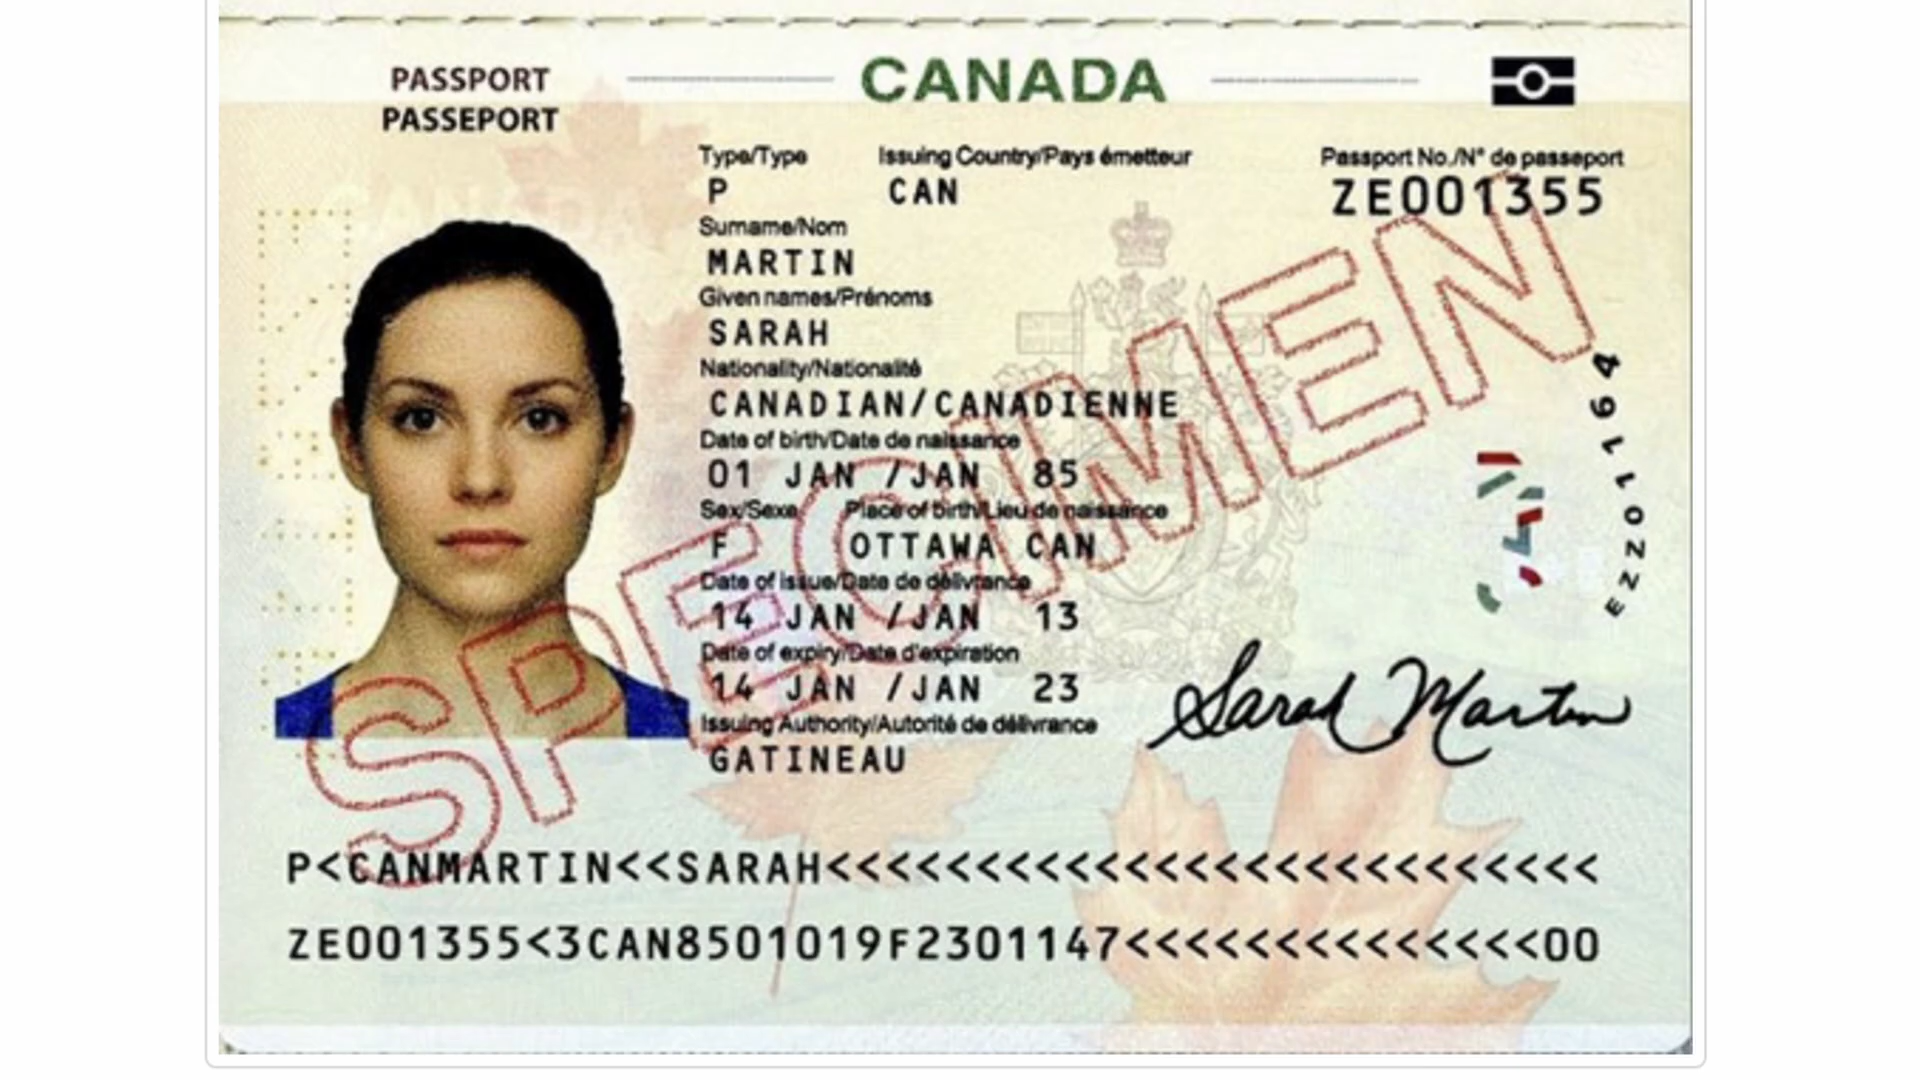 PASSPORT
PASSEPORT
CANADA
Type/Type Issuing Country/Pays émetteur Passport No./N° de passeport
P CAN ZE001355
Surname/Nom
MARTIN
Given names/Prénoms
SARAH
Nationality/Nationalité
CANADIAN/CANADIENNE
Date of birth/Date de naissance
01 JAN /JAN 85
Sex/Sexe Place of birth/Lieu de naissance
F OTTAWA CAN
Date of issue/Date de délivrance
14 JAN /JAN 13
Date of expiry/Date d'expiration
14 JAN /JAN 23
Issuing Authority/Autorité de délivrance
GATINEAU
Sarah Martin
SPECIMEN
E2201164
CAN
P<CANMARTIN<<SARAH<<<<<<<<<<<<<<<<<<<<<<<<<<
ZE001355<3CAN8501019F2301147<<<<<<<<<<<<<<00